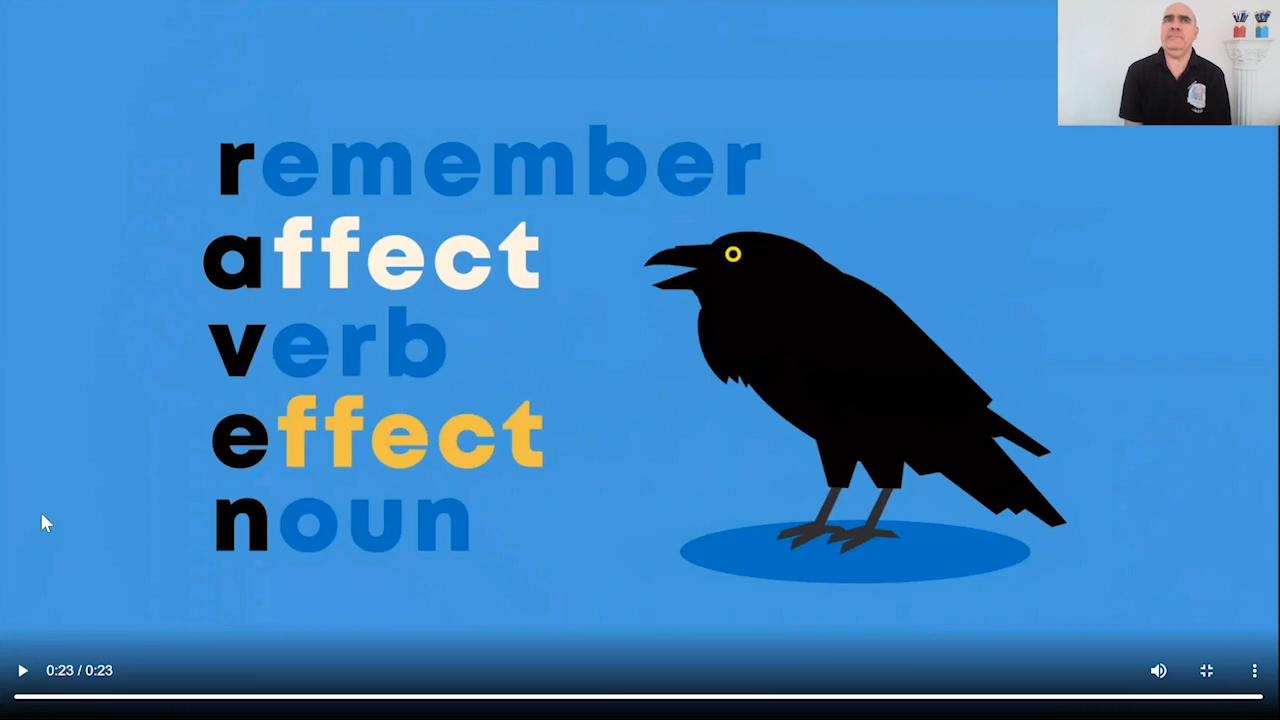 remember
affect
verb
effect
noun
0:23 / 0:23